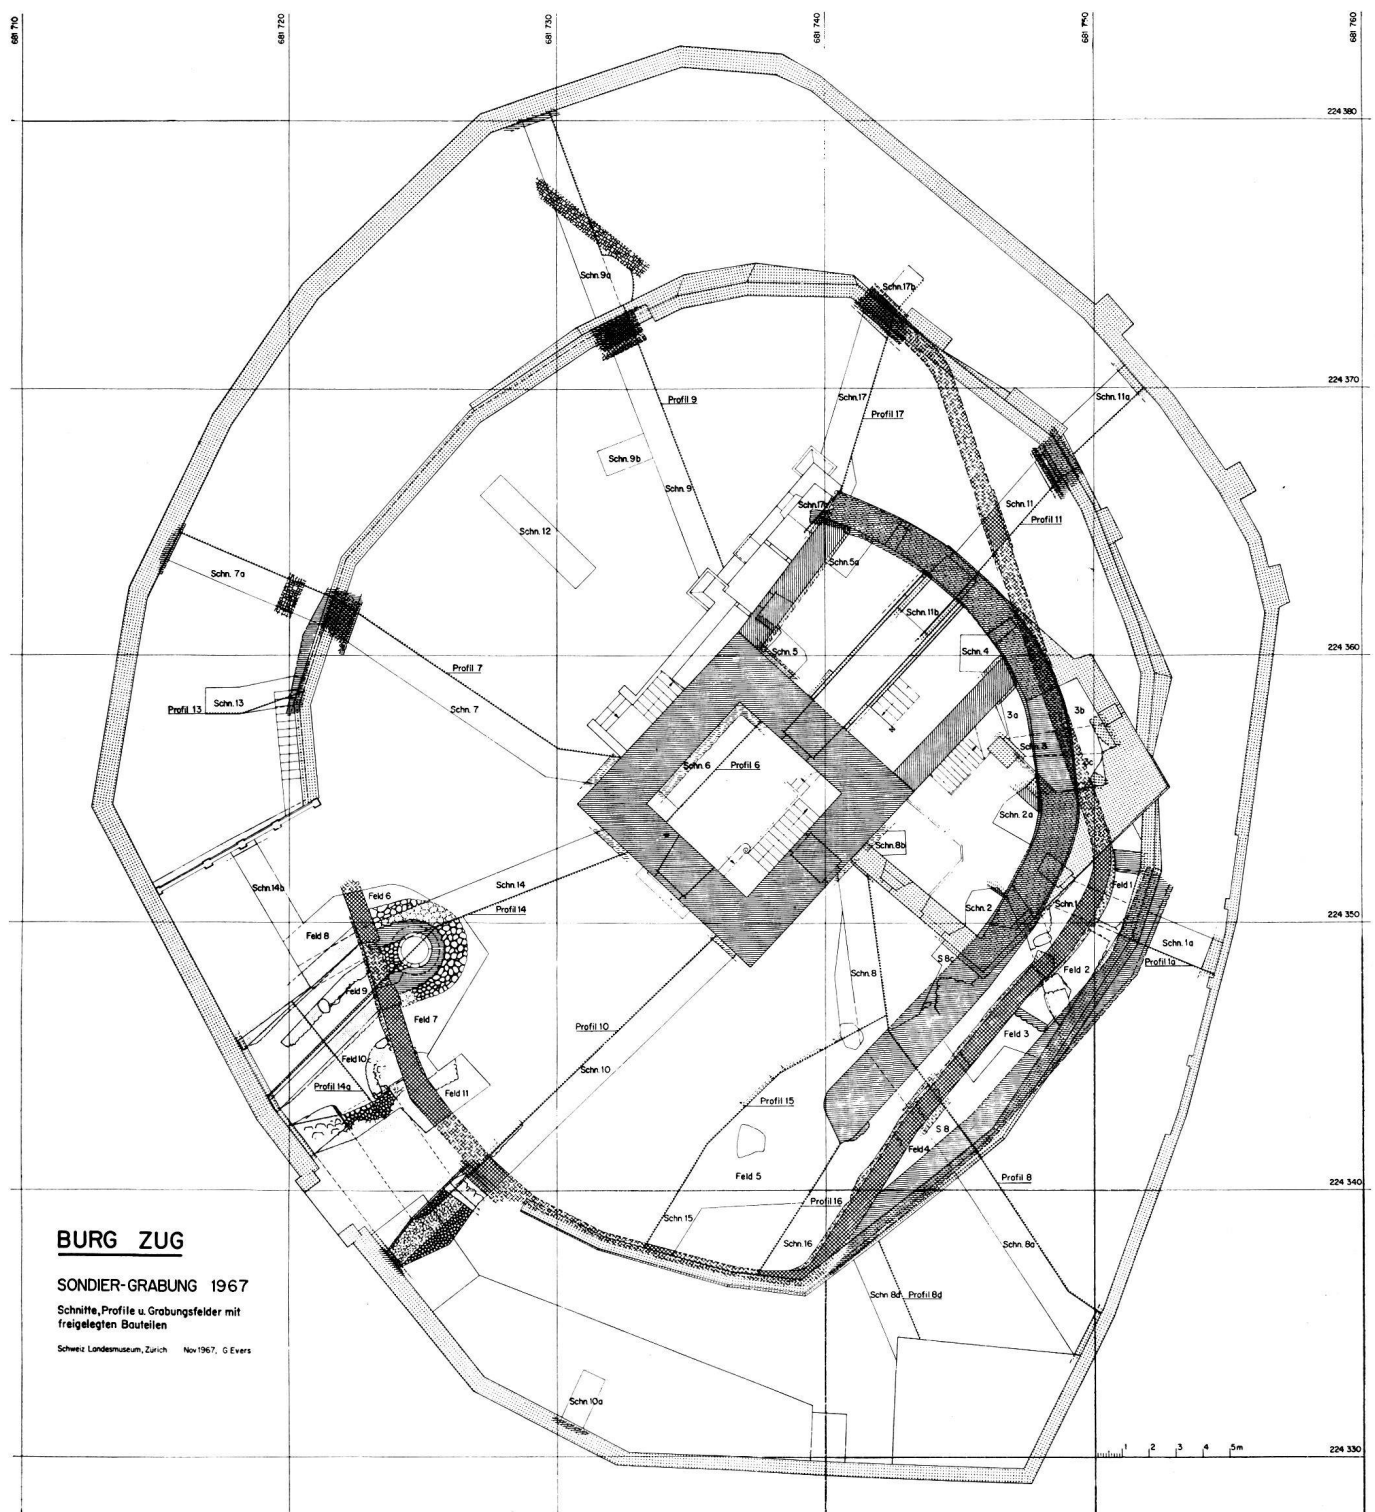 681 710
681 720
681 730
681 740
681 750
681 760
224 380
Schn. 9a
Schn. 17b
224 370
Schn. 11a
Profil 9
Schn. 17
Profil 17
Schn. 9b
Schn. 9
Schn. 11
Schn. 12
Profil 11
Schn. 5a
Schn. 7a
Schn. 11b
Schn. 5
Schn. 4
224 360
Profil 7
Profil 13
Schn. 13
Schn. 7
3a
3b
Schn. 3
3c
Schn. 6
Profil 6
Schn. 2a
Schn. 8b
Schn. 14
Schn. 14b
Feld 6
Profil 14
Feld 1
Schn. 2
Schn. 1
224 350
Feld 8
Schn. 1a
Profil 1a
S 8c
Feld 2
Schn. 8
Feld 9
Feld 7
Profil 10
Feld 3
Feld 10
Schn. 10
Profil 14a
Feld 11
Profil 15
S 8
Feld 4
Feld 5
Profil 8
224 340
Profil 16
Schn. 15
Schn. 16
Schn. 8a
Schn 8d
Profil 8d
BURG ZUG
SONDIER-GRABUNG 1967
Schnitte, Profile u. Grabungsfelder mit
freigelegten Bauteilen
Schweiz Landesmuseum, Zürich Nov 1967, G Evers
Schn. 10a
1 2 3 4 5m
224 330